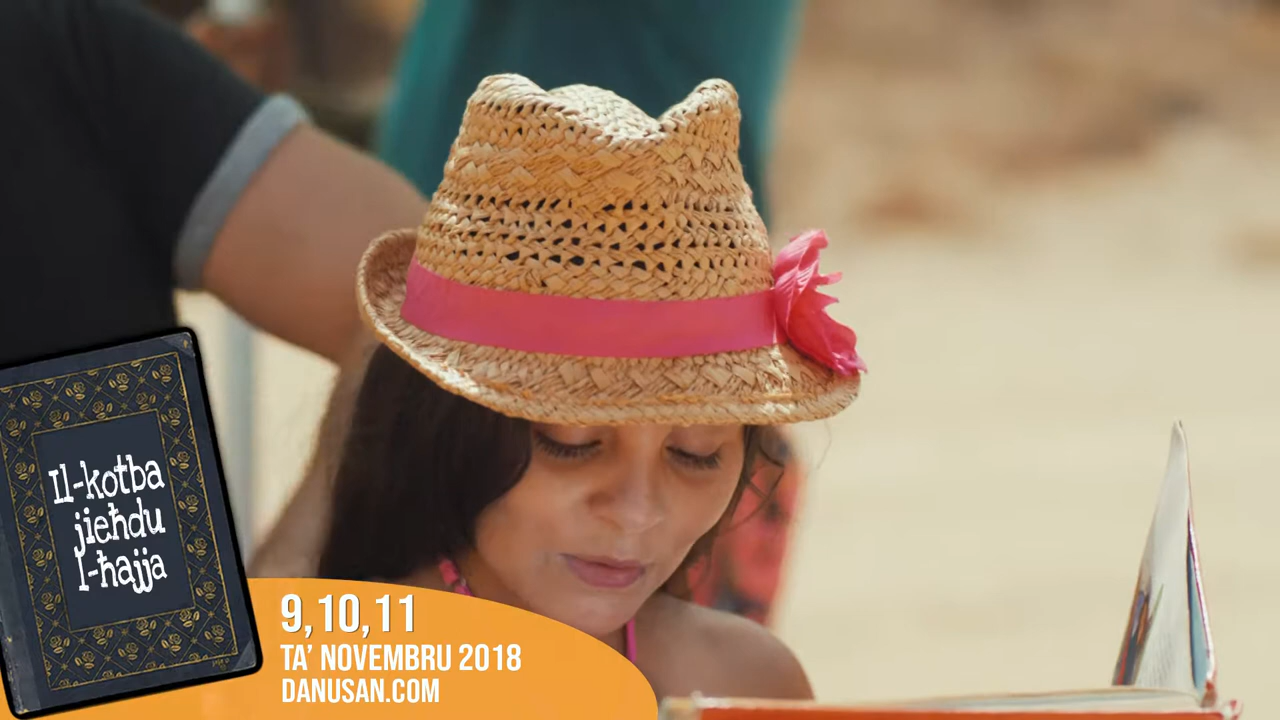 Il-kotba
jieħdu
l-ħajja
9,10,11
TA' NOVEMBRU 2018
DANUSAN.COM